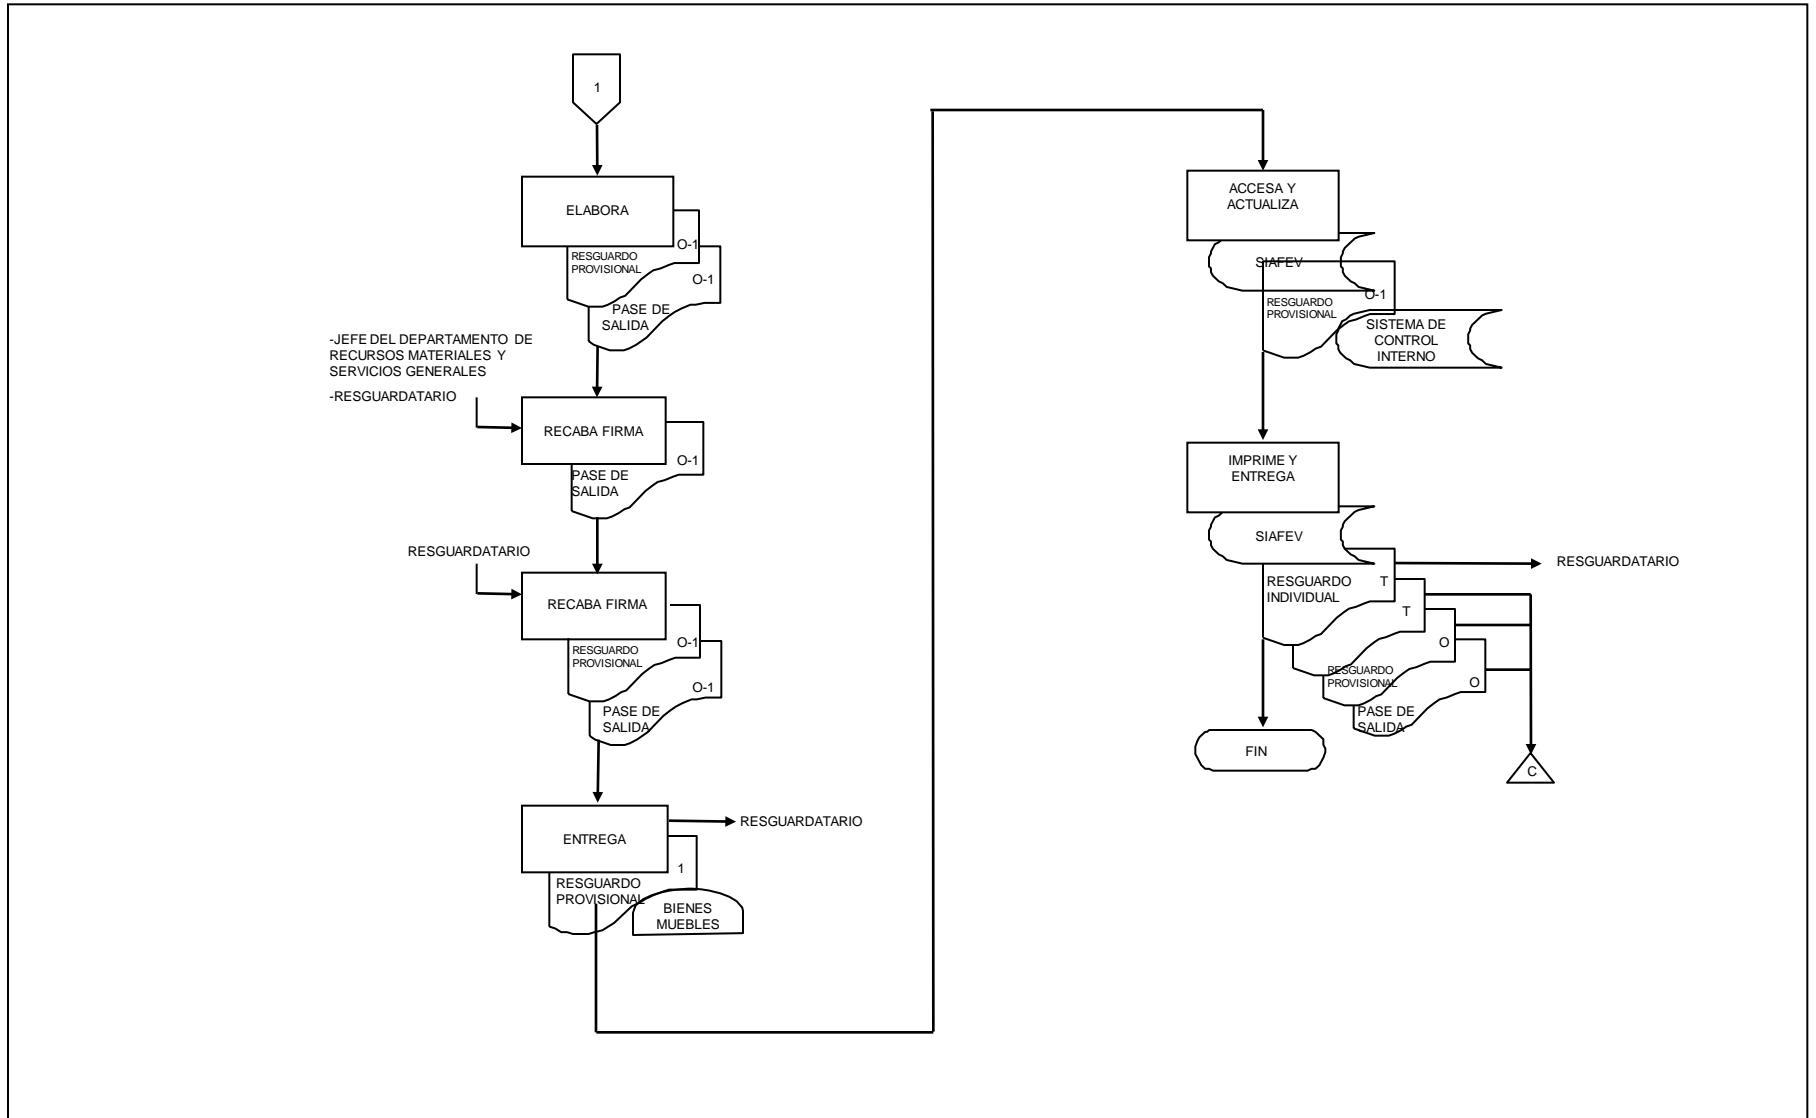 1
ELABORA
O-1
RESGUARDO
PROVISIONAL
O-1
PASE DE
SALIDA
-JEFE DEL DEPARTAMENTO DE
RECURSOS MATERIALES Y
SERVICIOS GENERALES
-RESGUARDATARIO
RECABA FIRMA
O-1
PASE DE
SALIDA
RESGUARDATARIO
RECABA FIRMA
O-1
RESGUARDO
PROVISIONAL
O-1
PASE DE
SALIDA
ENTREGA
RESGUARDATARIO
1
RESGUARDO
PROVISIONAL
BIENES
MUEBLES
ACCESA Y
ACTUALIZA
SIAFEV
O-1
RESGUARDO
PROVISIONAL
SISTEMA DE
CONTROL
INTERNO
IMPRIME Y
ENTREGA
SIAFEV
RESGUARDATARIO
RESGUARDO
INDIVIDUAL
T
T
O
RESGUARDO
PROVISIONAL
O
PASE DE
SALIDA
FIN
C